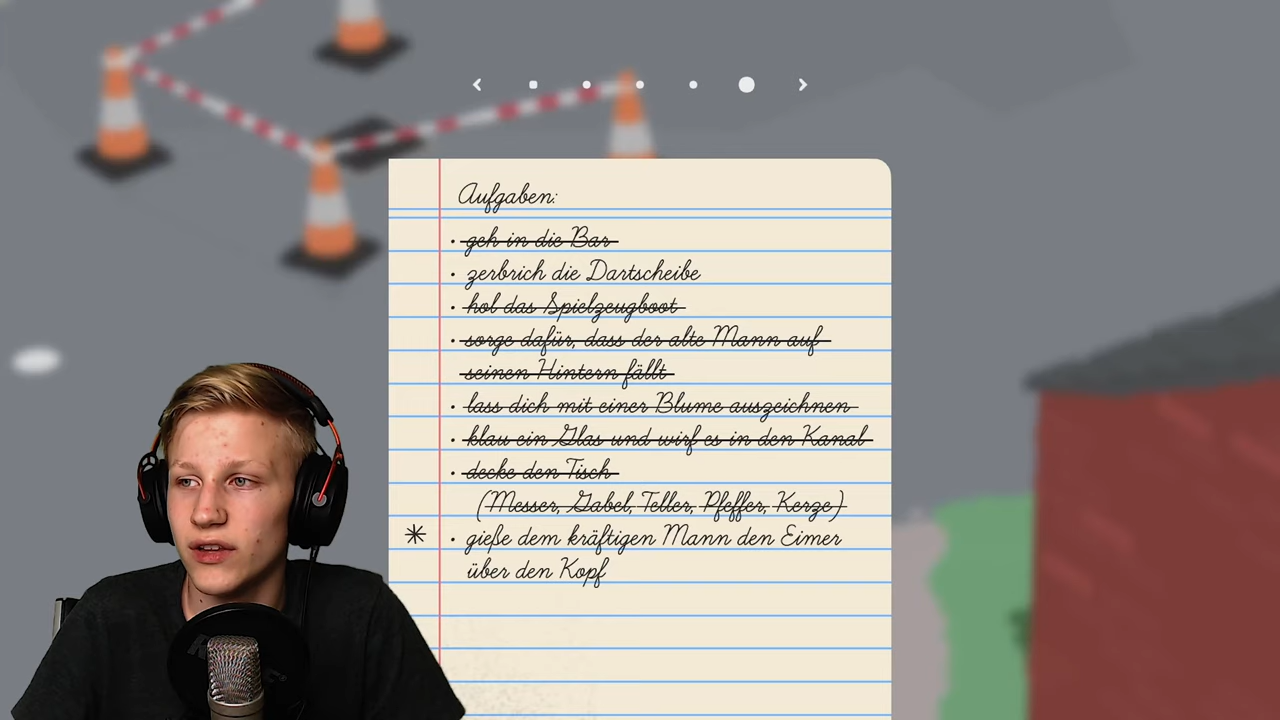 Aufgaben:
• geh in die Bar
• zerbrich die Dartscheibe
• hol das Spielzeugboot
• sorge dafür, dass der alte Mann auf
seinen Hintern fällt
• lass dich mit einer Blume auszeichnen
• klau ein Glas und wirf es in den Kanal
• decke den Tisch
(Messer, Gabel, Teller, Pfeffer, Kerze)
• gieße dem kräftigen Mann den Eimer
über den Kopf